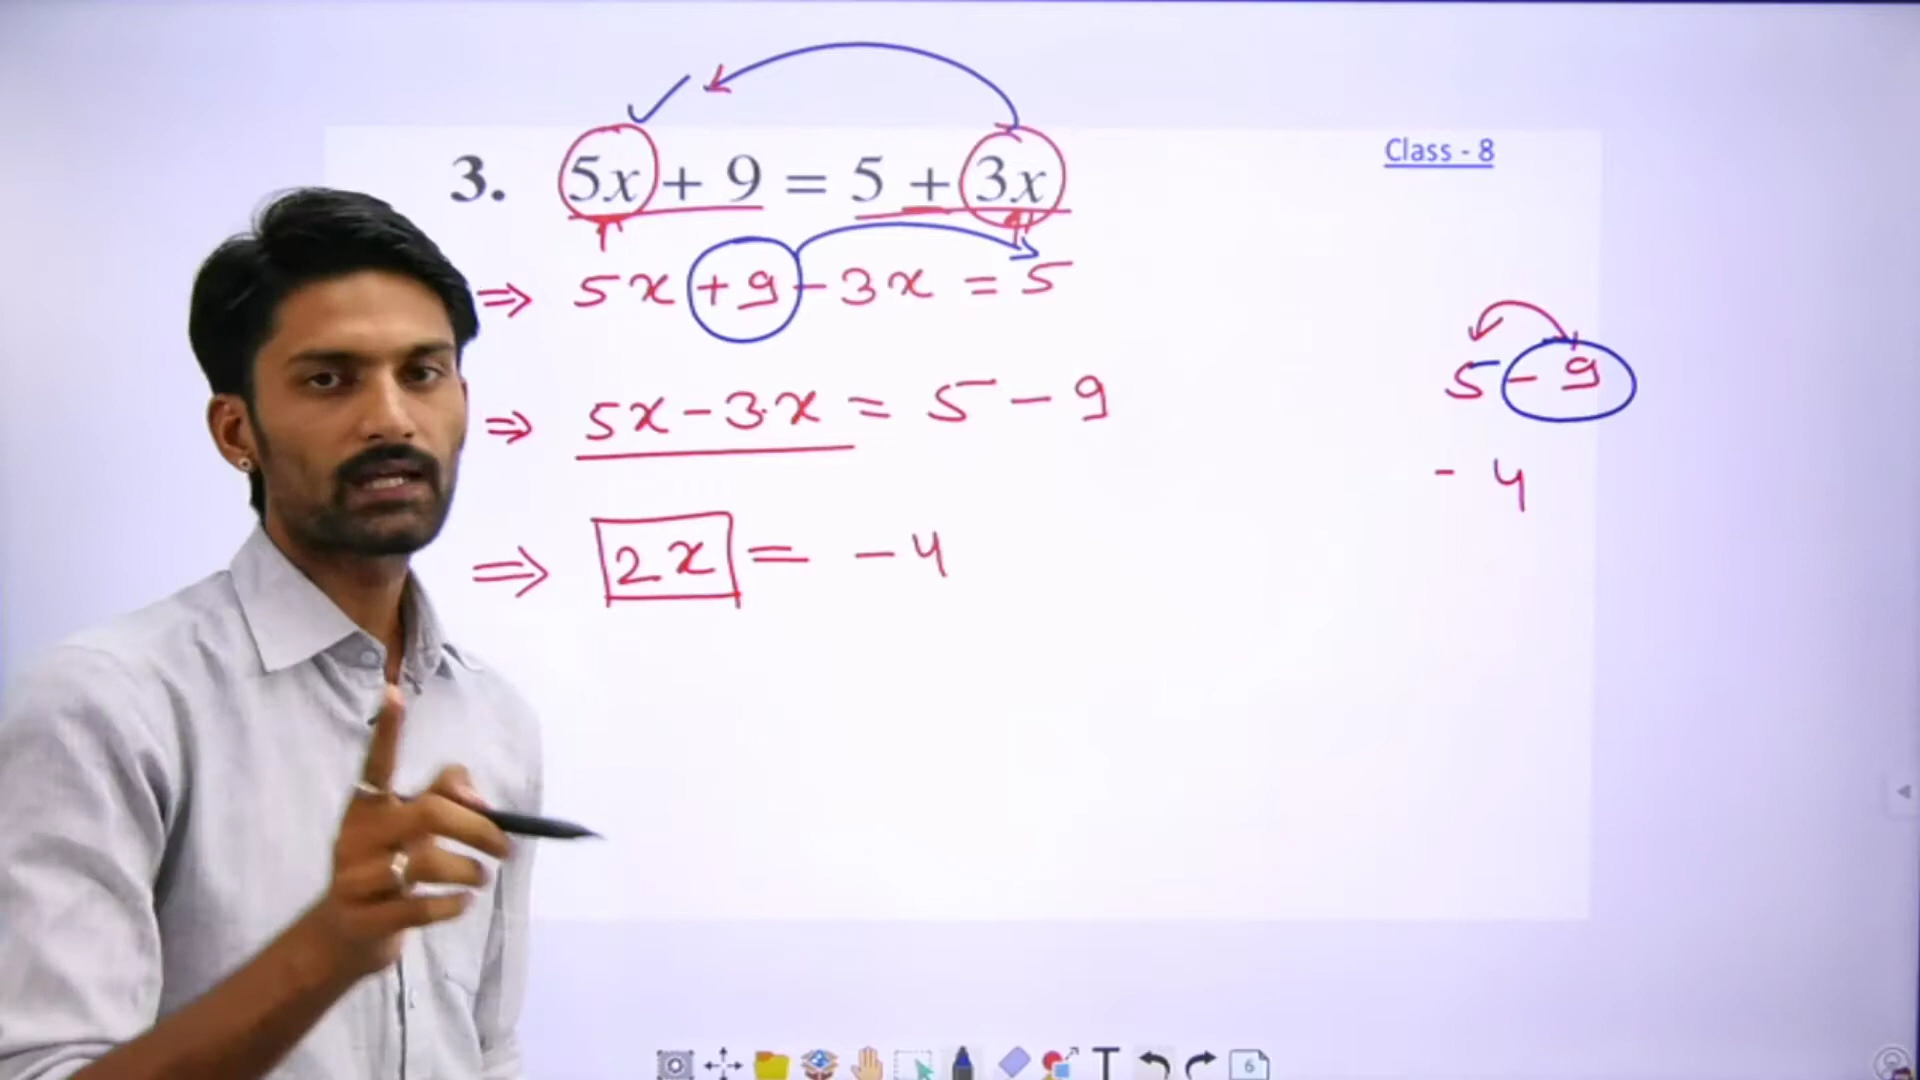 Class - 8
3. 5x + 9 = 5 + 3x
⇒ 5x + 9 - 3x = 5
⇒ 5x - 3x = 5 - 9
⇒ 2x = -4
5 - 9
- 4
6